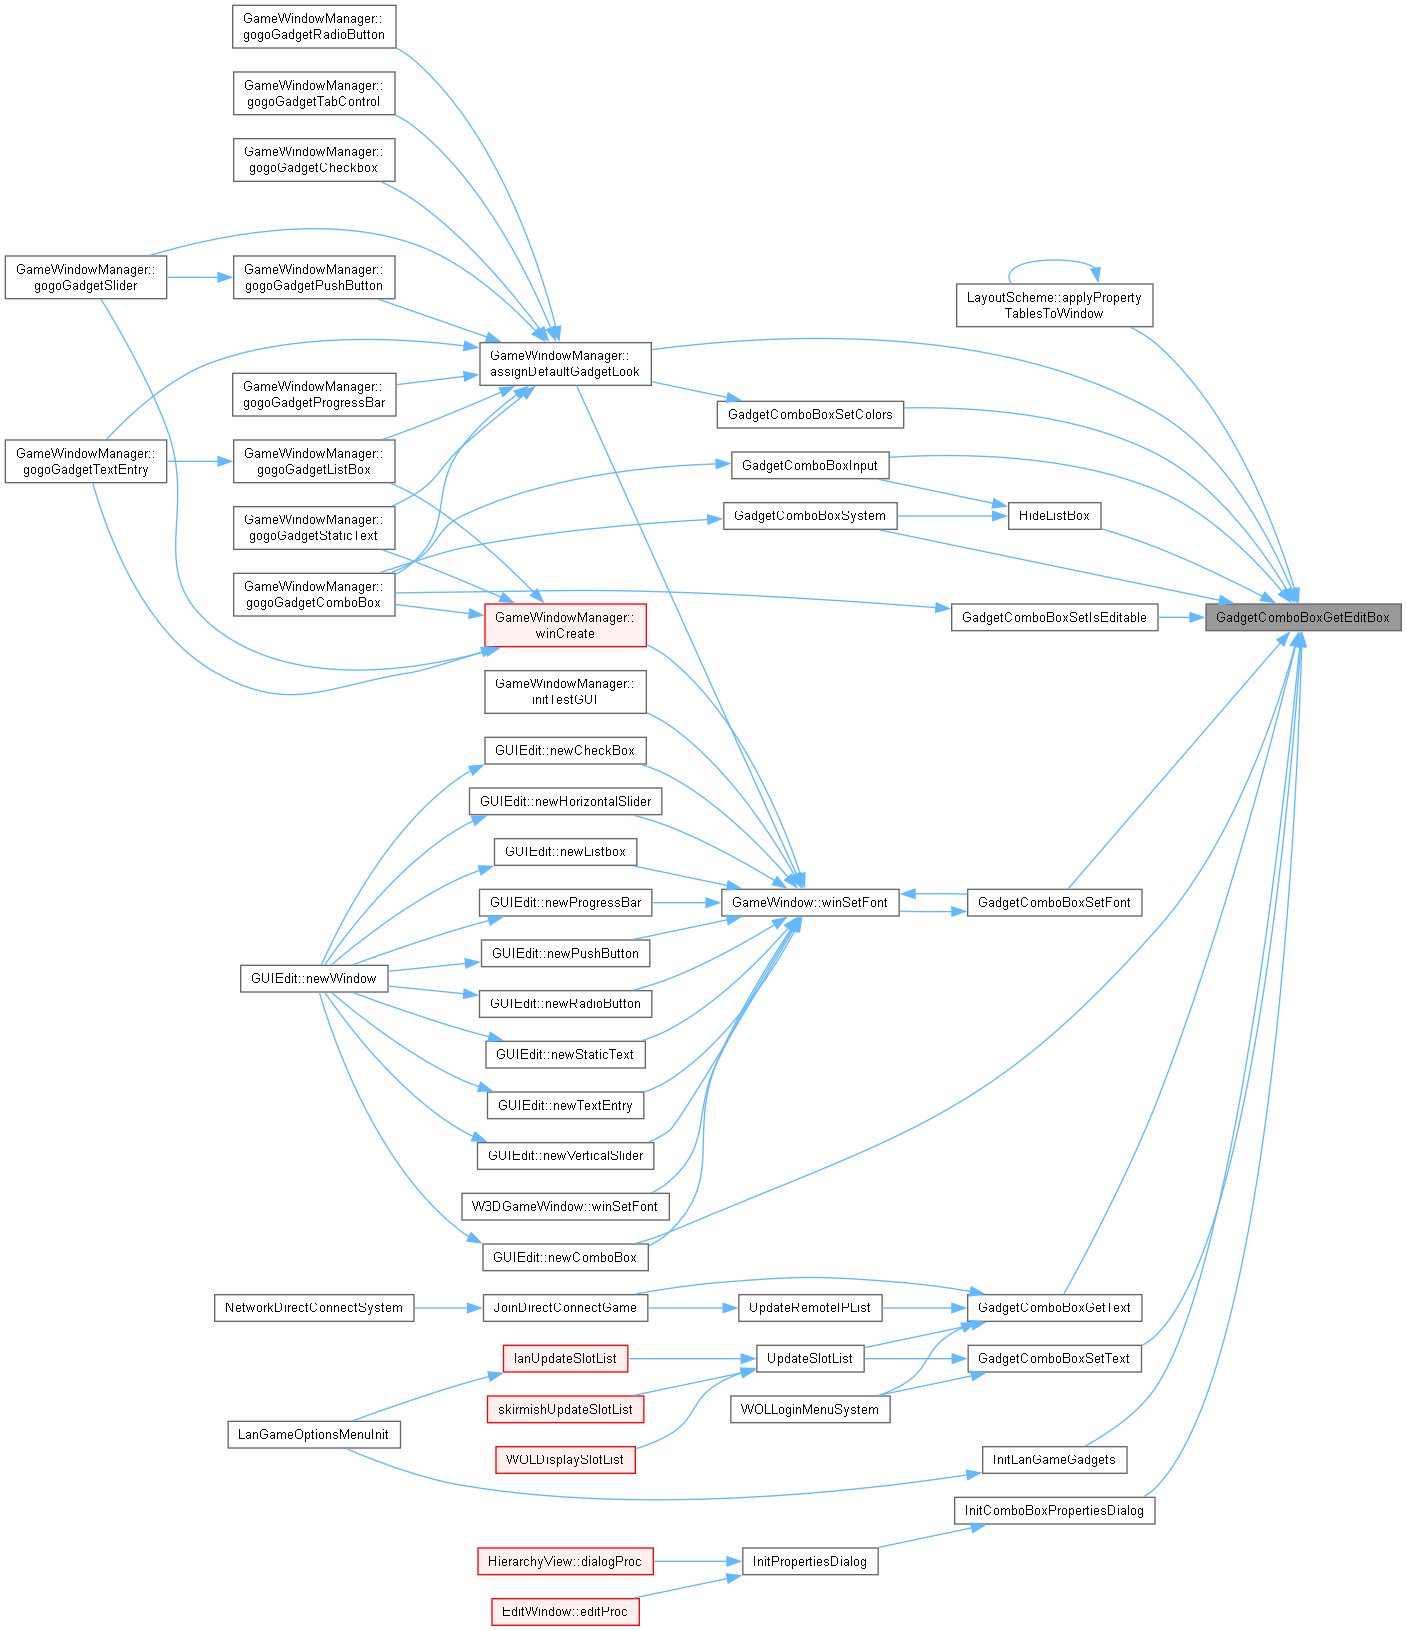 GameWindowManager::
gogoGadgetRadioButton
GameWindowManager::
gogoGadgetTabControl
GameWindowManager::
gogoGadgetCheckbox
GameWindowManager::
gogoGadgetSlider
GameWindowManager::
gogoGadgetPushButton
LayoutScheme::applyProperty
TablesToWindow
GameWindowManager::
assignDefaultGadgetLook
GameWindowManager::
gogoGadgetProgressBar
GadgetComboBoxSetColors
GameWindowManager::
gogoGadgetTextEntry
GameWindowManager::
gogoGadgetListBox
GadgetComboBoxInput
GadgetComboBoxSystem
HideListBox
GameWindowManager::
gogoGadgetStaticText
GameWindowManager::
gogoGadgetComboBox
GameWindowManager::
winCreate
GadgetComboBoxSetIsEditable
GadgetComboBoxGetEditBox
GameWindowManager::
initTestGUI
GUIEdit::newCheckBox
GUIEdit::newHorizontalSlider
GUIEdit::newListbox
GUIEdit::newProgressBar
GameWindow::winSetFont
GadgetComboBoxSetFont
GUIEdit::newPushButton
GUIEdit::newWindow
GUIEdit::newRadioButton
GUIEdit::newStaticText
GUIEdit::newTextEntry
GUIEdit::newVerticalSlider
W3DGameWindow::winSetFont
GUIEdit::newComboBox
NetworkDirectConnectSystem
JoinDirectConnectGame
UpdateRemoteIPList
GadgetComboBoxGetText
lanUpdateSlotList
UpdateSlotList
GadgetComboBoxSetText
skirmishUpdateSlotList
WOLLoginMenuSystem
LanGameOptionsMenuInit
WOLDisplaySlotList
InitLanGameGadgets
InitComboBoxPropertiesDialog
HierarchyView::dialogProc
InitPropertiesDialog
EditWindow::editProc